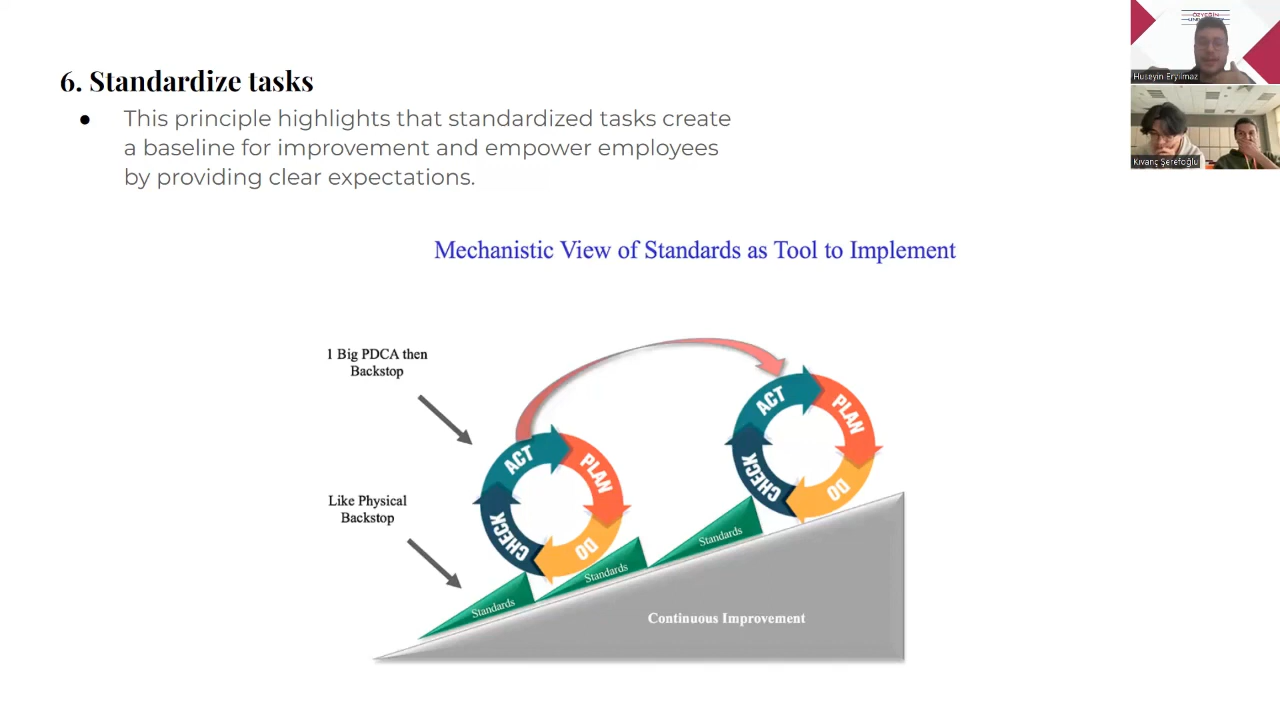 6. Standardize tasks
● This principle highlights that standardized tasks create
a baseline for improvement and empower employees
by providing clear expectations.
Mechanistic View of Standards as Tool to Implement
1 Big PDCA then
Backstop
Like Physical
Backstop
ACT
PLAN
DO
CHECK
ACT
PLAN
DO
CHECK
Standards
Standards
Standards
Continuous Improvement
Hüseyin Eryılmaz
Kıvanç Şerefoğlu